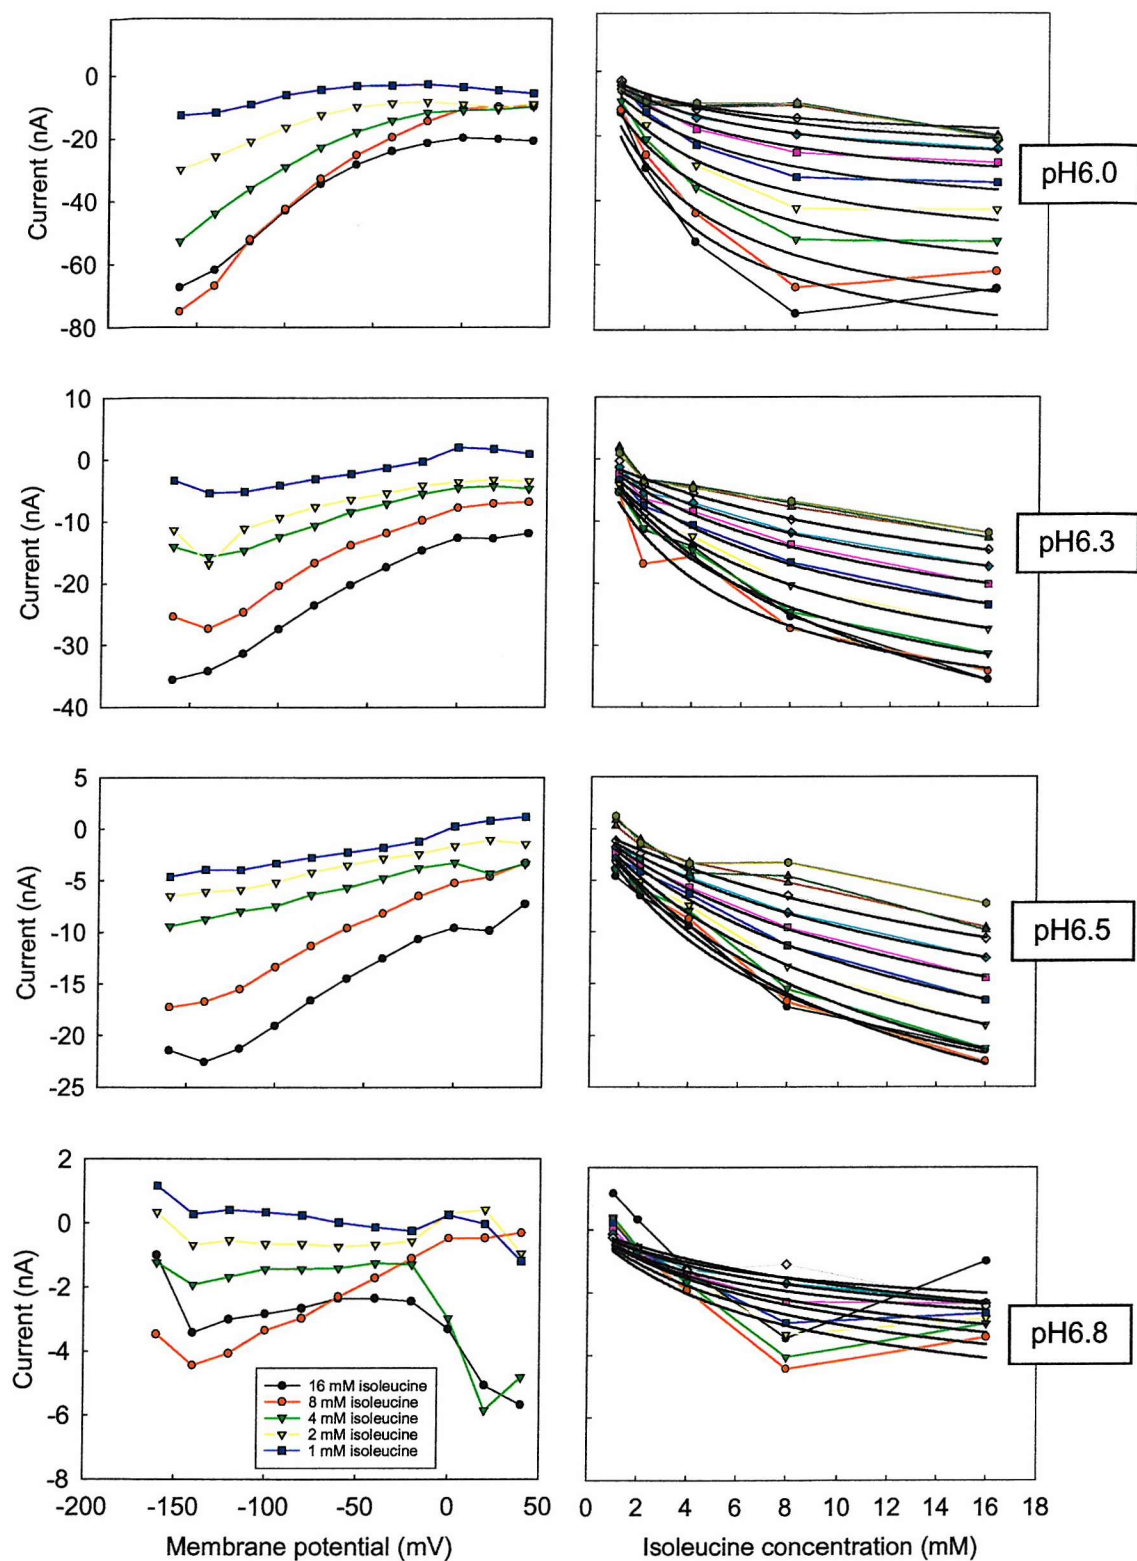 0
-20
-40
-60
-80
Current (nA)
pH6.0
10
0
-10
-20
-30
-40
Current (nA)
pH6.3
5
0
-5
-10
-15
-20
-25
Current (nA)
pH6.5
2
0
-2
-4
-6
-8
Current (nA)
16 mM isoleucine
8 mM isoleucine
4 mM isoleucine
2 mM isoleucine
1 mM isoleucine
pH6.8
-200 -150 -100 -50 0 50
0 2 4 6 8 10 12 14 16 18
Membrane potential (mV)
Isoleucine concentration (mM)